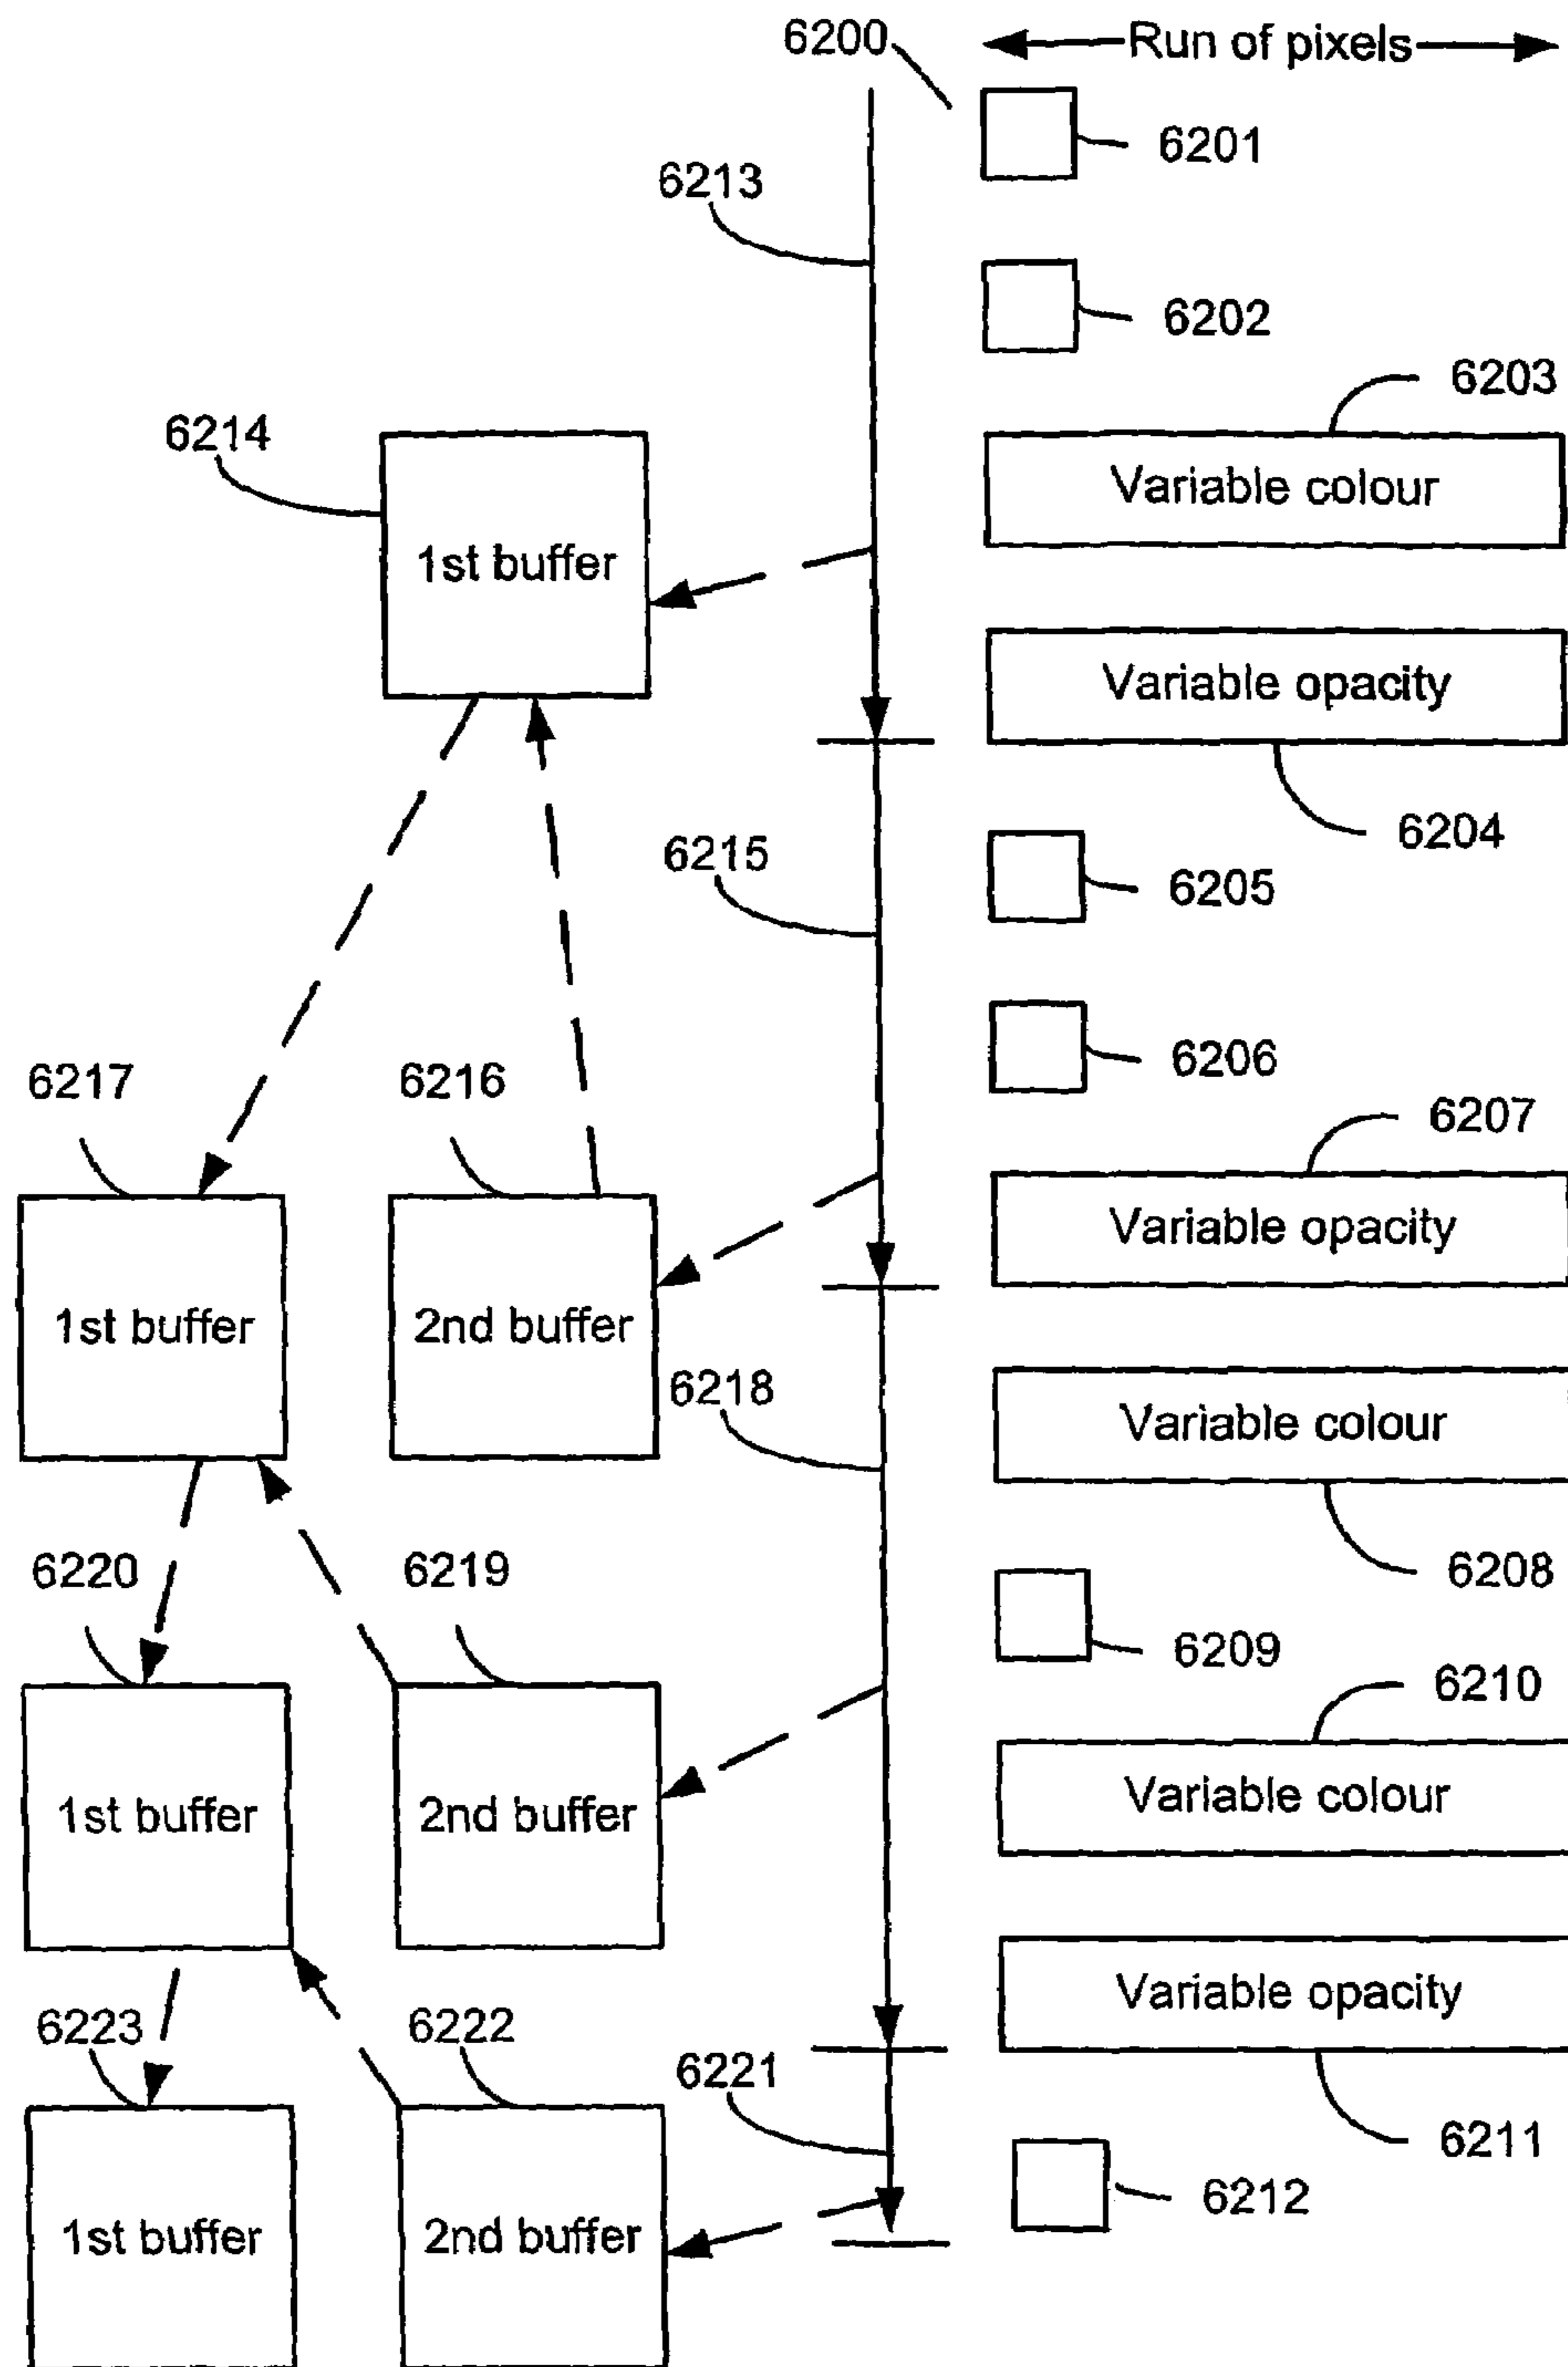 6200
Run of pixels
6201
6213
6202
6203
6214
Variable colour
1st buffer
Variable opacity
6204
6215
6205
6206
6217
6216
6207
Variable opacity
1st buffer
2nd buffer
6218
Variable colour
6220
6219
6208
6209
6210
1st buffer
2nd buffer
Variable colour
Variable opacity
6223
6222
6221
6211
6212
1st buffer
2nd buffer